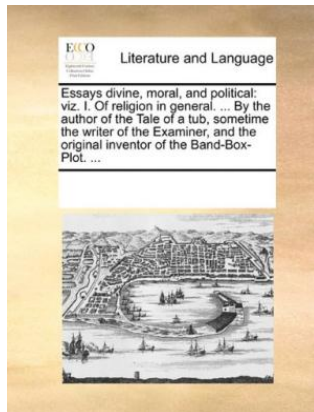 ECCO
Literature and Language
Essays divine, moral, and political:
viz. I. Of religion in general. ... By the
author of the Tale of a tub, sometime
the writer of the Examiner, and the
original inventor of the Band-Box-
Plot. ...